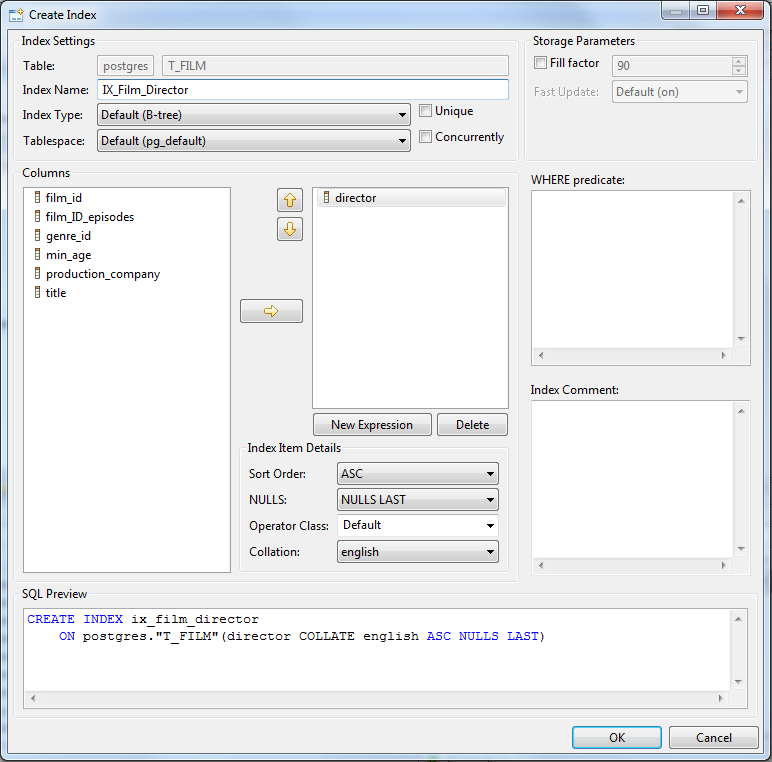 Create Index
Index Settings
Table: postgres T_FILM
Index Name: IX_Film_Director
Index Type: Default (B-tree) Unique
Tablespace: Default (pg_default) Concurrently
Storage Parameters
Fill factor 90
Fast Update: Default (on)
Columns
film_id
film_ID_episodes
genre_id
min_age
production_company
title
director
New Expression Delete
Index Item Details
Sort Order: ASC
NULLS: NULLS LAST
Operator Class: Default
Collation: english
WHERE predicate:
Index Comment:
SQL Preview
CREATE INDEX ix_film_director
ON postgres."T_FILM"(director COLLATE english ASC NULLS LAST)
OK Cancel